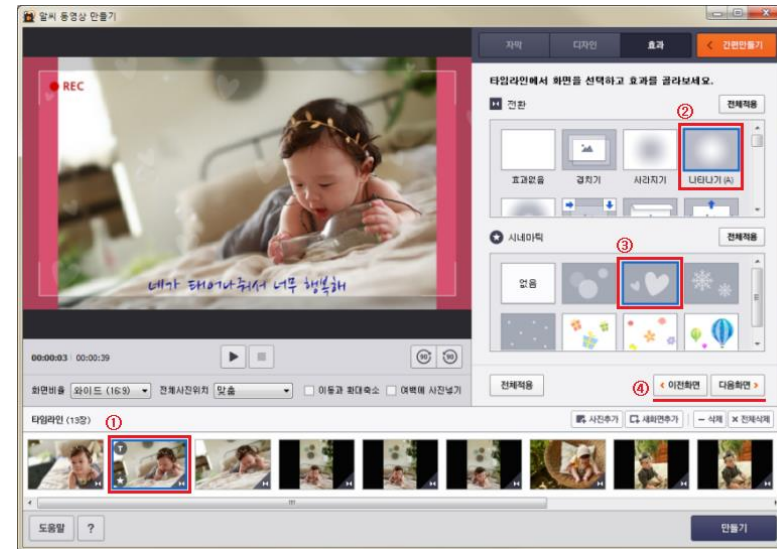 알씨 동영상 만들기
자막
디자인
효과
< 간편만들기
REC
네가 태어나줘서 너무 행복해
타임라인에서 화면을 선택하고 효과를 골라보세요.
전환
전체적용
②
효과없음
겹치기
사라지기
나타나기 (A)
시네마틱
전체적용
③
없음
00:00:03 / 00:00:39
90
90
화면비율
와이드 (16:9)
전체사진위치
맞춤
이동과 확대축소
여백에 사진넣기
전체적용
④
< 이전화면
다음화면 >
타임라인 (13장)
①
사진추가
새화면추가
- 삭제
× 전체삭제
T
도움말
?
만들기